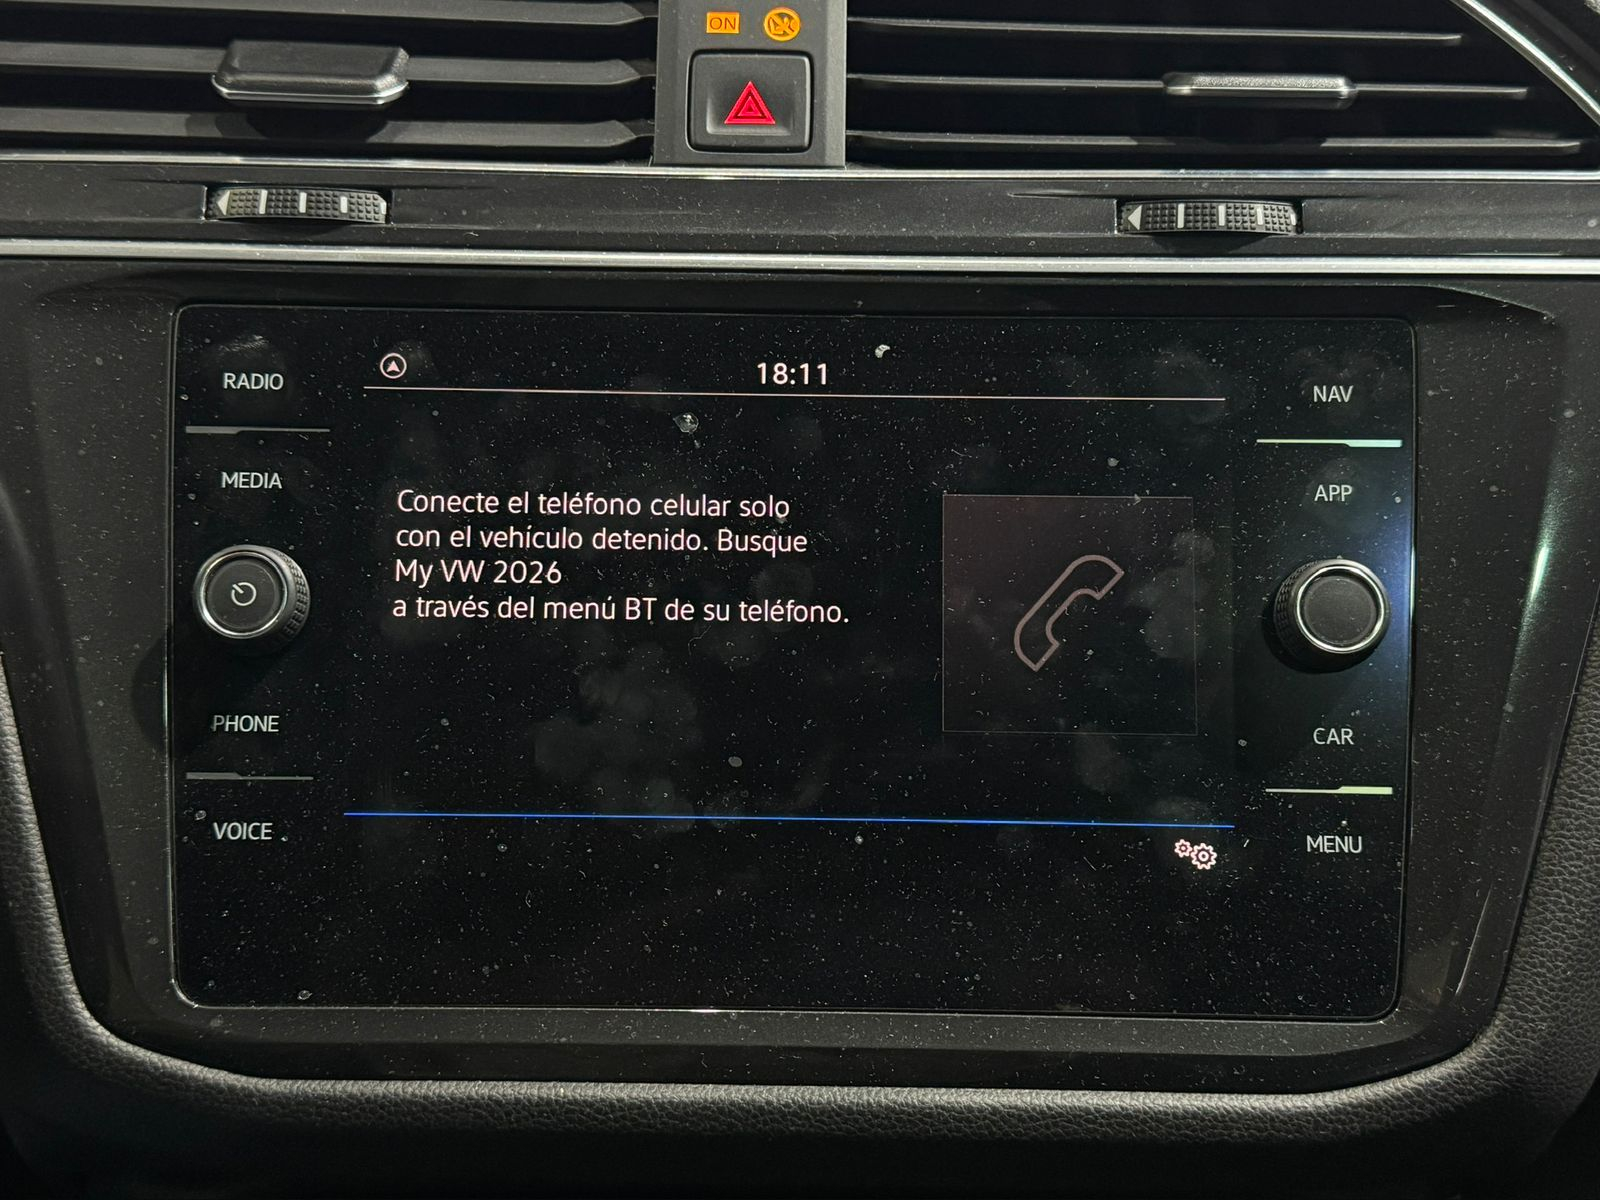 ON
RADIO
18:11
NAV
MEDIA
APP
Conecte el teléfono celular solo
con el vehículo detenido. Busque
My VW 2026
a través del menú BT de su teléfono.
PHONE
CAR
VOICE
MENU